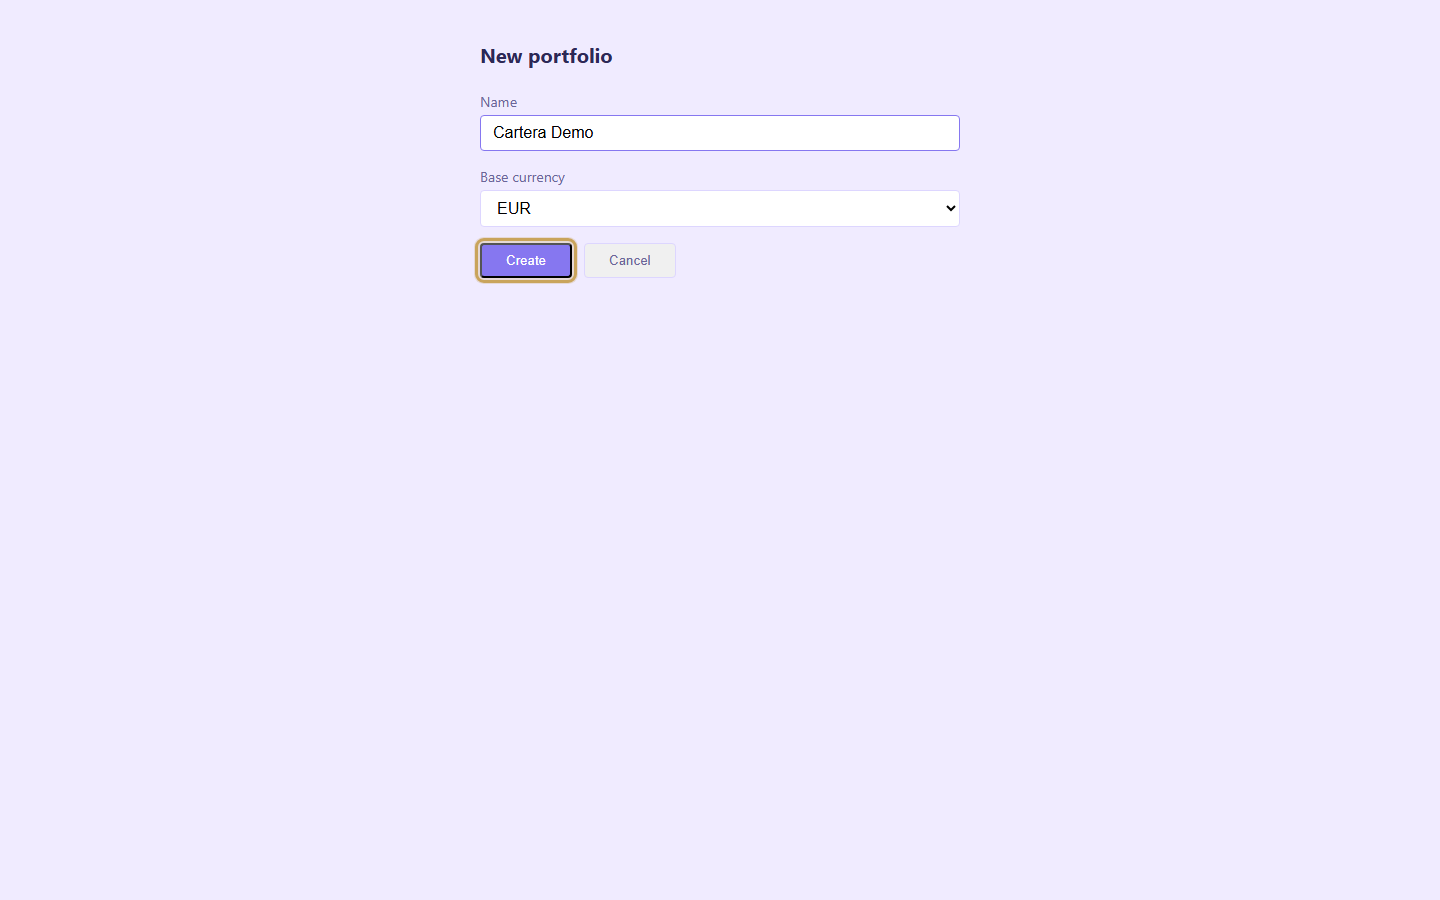 New portfolio
Name
Cartera Demo
Base currency
EUR
Create
Cancel